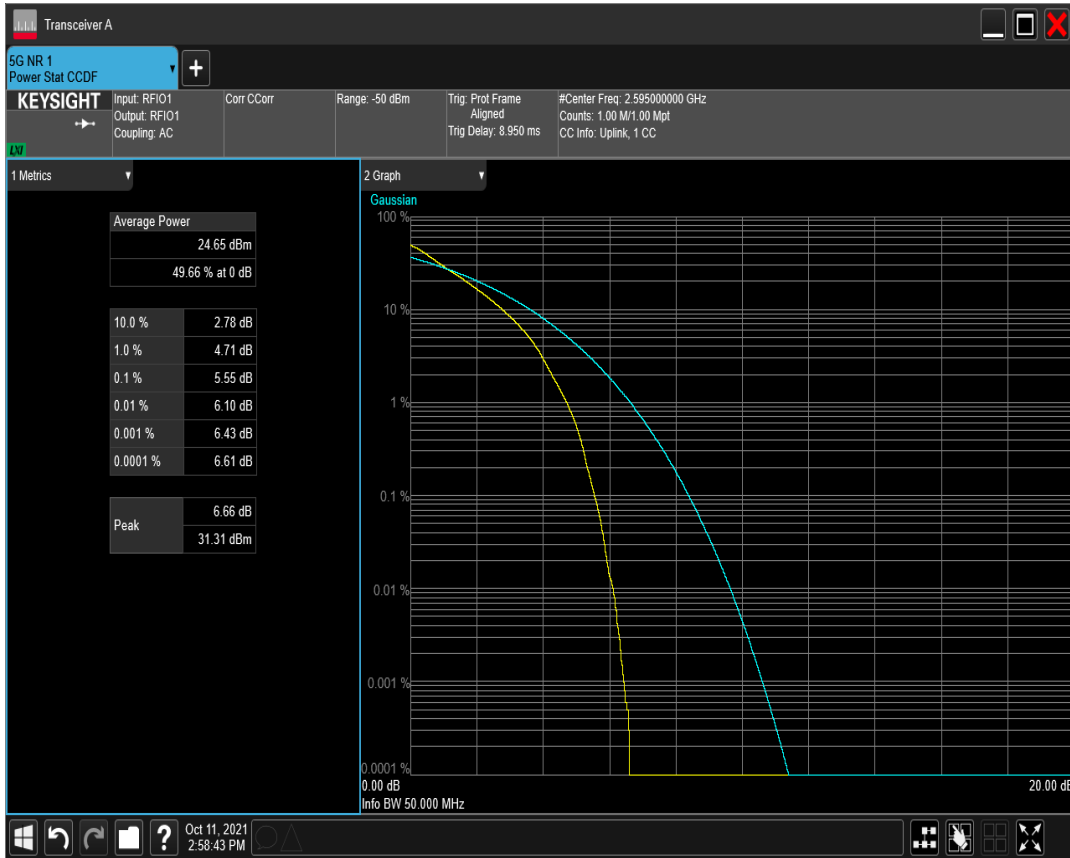 Transceiver A
5G NR 1
Power Stat CCDF
KEYSIGHT
LXI
Input: RFIO1
Output: RFIO1
Coupling: AC
Corr CCorr
Range: -50 dBm
Trig: Prot Frame
Aligned
Trig Delay: 8.950 ms
#Center Freq: 2.595000000 GHz
Counts: 1.00 M/1.00 Mpt
CC Info: Uplink, 1 CC
1 Metrics
Average Power
24.65 dBm
49.66 % at 0 dB
10.0 % 2.78 dB
1.0 % 4.71 dB
0.1 % 5.55 dB
0.01 % 6.10 dB
0.001 % 6.43 dB
0.0001 % 6.61 dB
Peak
6.66 dB
31.31 dBm
2 Graph
Gaussian
100 %
10 %
1 %
0.1 %
0.01 %
0.001 %
0.0001 %
0.00 dB 20.00 dB
Info BW 50.000 MHz
?
Oct 11, 2021
2:58:43 PM